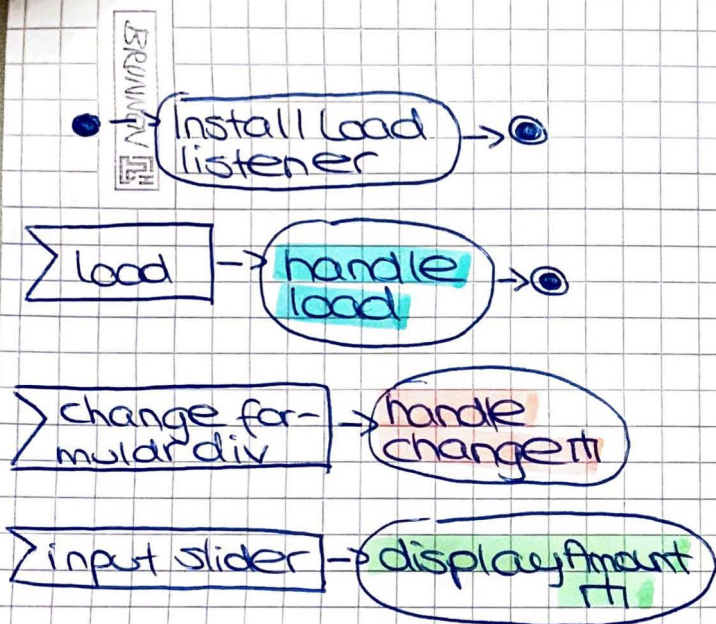 BRUNNEN
Install Load
listener
load
handle
load
change for-
mular div
handle
change
input slider
displayAmount